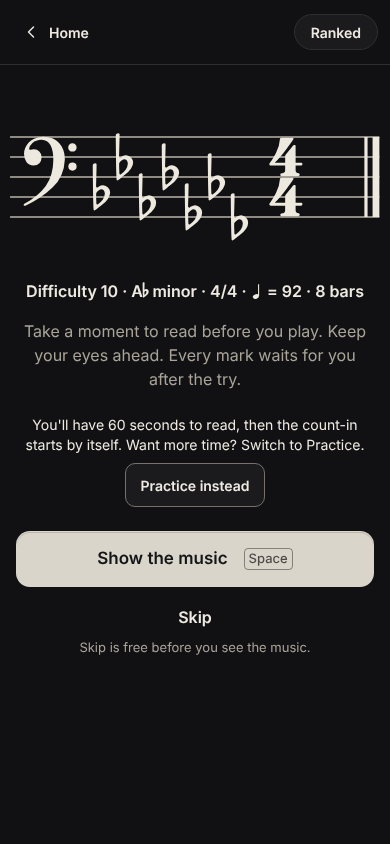 Home
Ranked
4
4
Difficulty 10 · A♭ minor · 4/4 · ♩ = 92 · 8 bars
Take a moment to read before you play. Keep
your eyes ahead. Every mark waits for you
after the try.
You'll have 60 seconds to read, then the count-in
starts by itself. Want more time? Switch to Practice.
Practice instead
Show the music Space
Skip
Skip is free before you see the music.